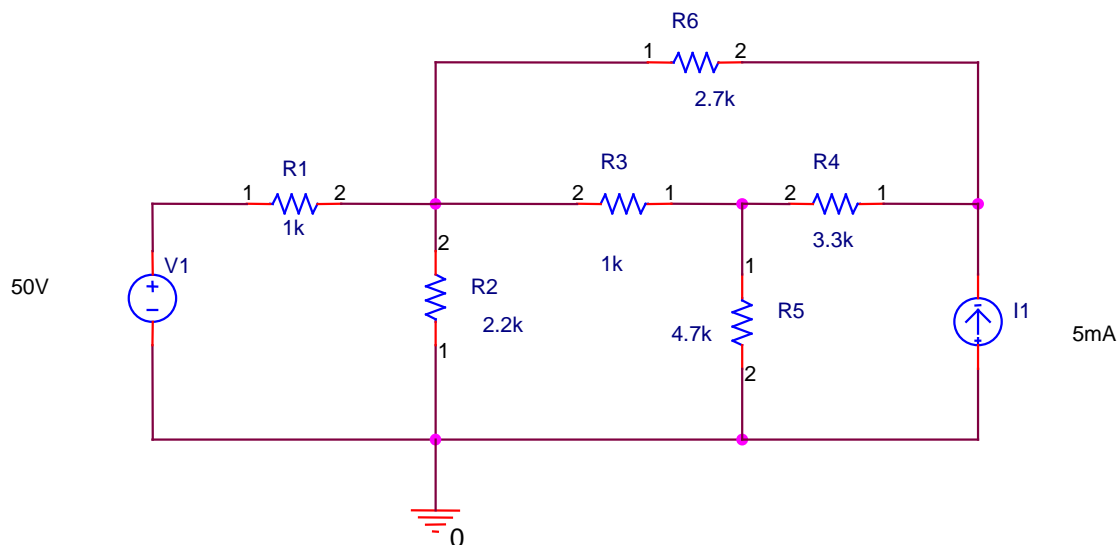 R6
1 2
2.7k
R1 R3 R4
1 2 2 1 2 1
1k 3.3k
2 1k 1
V1
50V R2 R5 I1
2.2k 4.7k 5mA
1 2
0